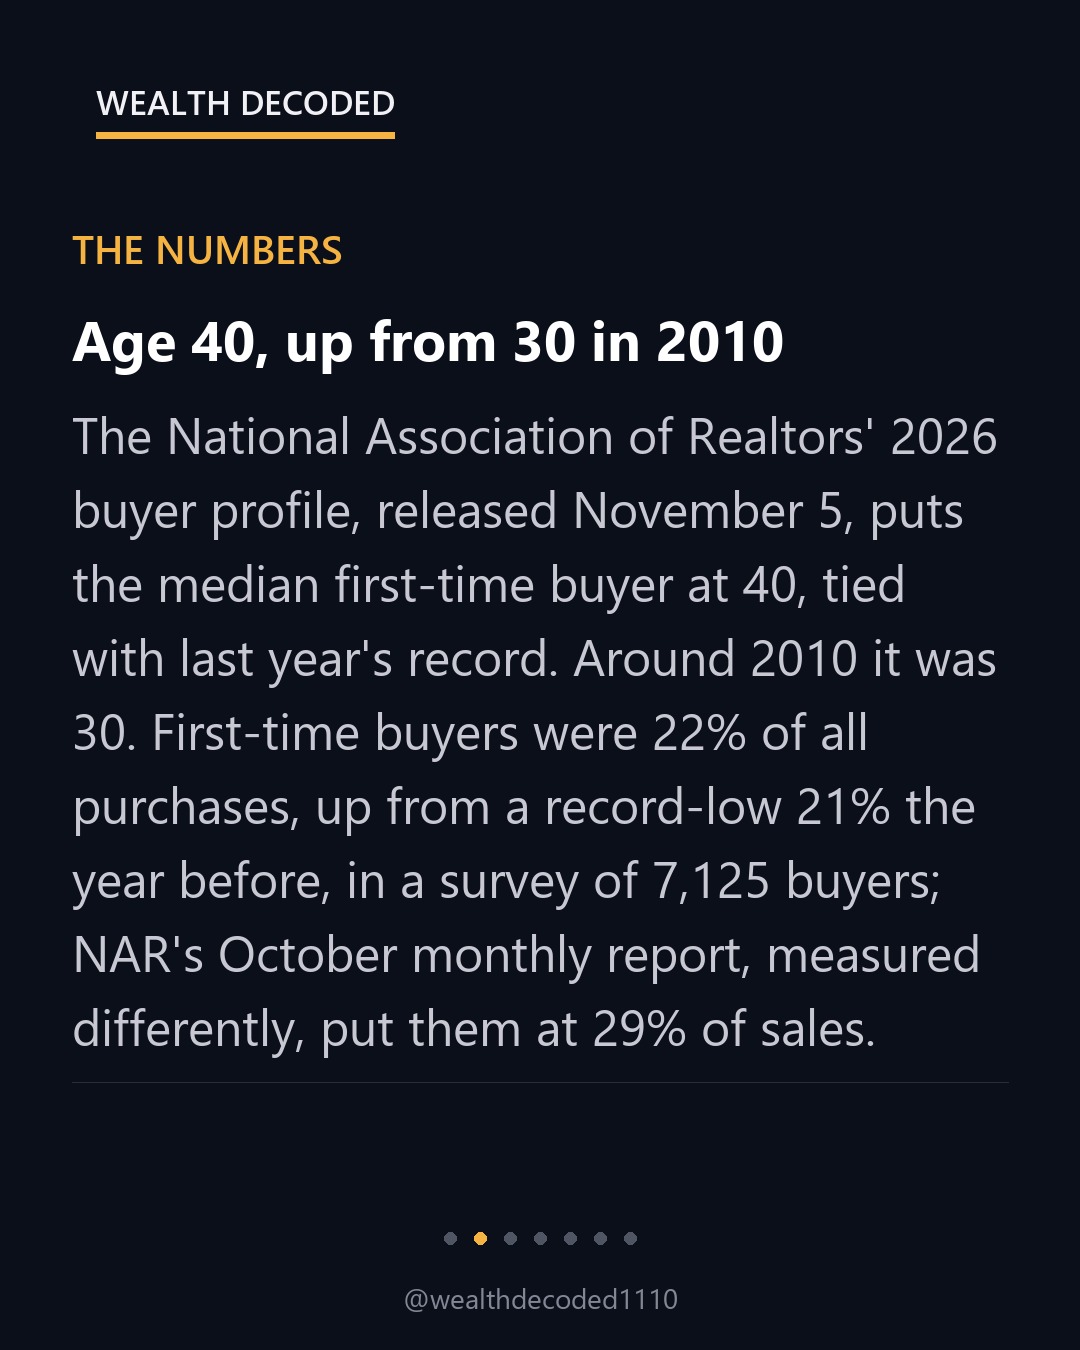 WEALTH DECODED
THE NUMBERS
Age 40, up from 30 in 2010
The National Association of Realtors' 2026
buyer profile, released November 5, puts
the median first-time buyer at 40, tied
with last year's record. Around 2010 it was
30. First-time buyers were 22% of all
purchases, up from a record-low 21% the
year before, in a survey of 7,125 buyers;
NAR's October monthly report, measured
differently, put them at 29% of sales.
@wealthdecoded1110